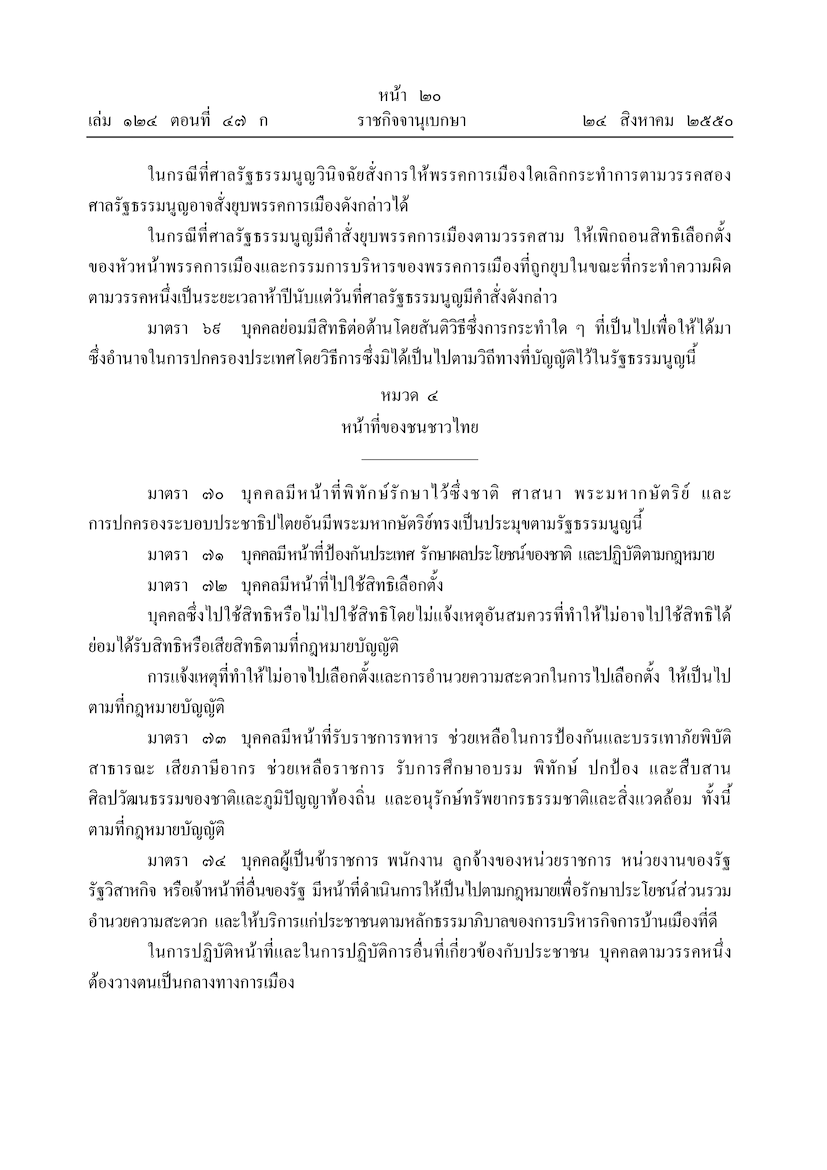 หน้า ๒๐
เล่ม ๑๒๔ ตอนที่ ๔๗ ก ราชกิจจานุเบกษา ๒๔ สิงหาคม ๒๕๕๐
ในกรณีที่ศาลรัฐธรรมนูญวินิจฉัยสั่งการให้พรรคการเมืองใดเลิกกระทำการตามวรรคสอง
ศาลรัฐธรรมนูญอาจสั่งยุบพรรคการเมืองดังกล่าวได้
ในกรณีที่ศาลรัฐธรรมนูญมีคำสั่งยุบพรรคการเมืองตามวรรคสาม ให้เพิกถอนสิทธิเลือกตั้ง
ของหัวหน้าพรรคการเมืองและกรรมการบริหารของพรรคการเมืองที่ถูกยุบในขณะที่กระทำความผิด
ตามวรรคหนึ่งเป็นระยะเวลาห้าปีนับแต่วันที่ศาลรัฐธรรมนูญมีคำสั่งดังกล่าว
มาตรา ๖๙ บุคคลย่อมมีสิทธิต่อต้านโดยสันติวิธีซึ่งการกระทำใด ๆ ที่เป็นไปเพื่อให้ได้มา
ซึ่งอำนาจในการปกครองประเทศโดยวิธีการซึ่งมิได้เป็นไปตามวิถีทางที่บัญญัติไว้ในรัฐธรรมนูญนี้
หมวด ๔
หน้าที่ของชนชาวไทย
มาตรา ๗๐ บุคคลมีหน้าที่พิทักษ์รักษาไว้ซึ่งชาติ ศาสนา พระมหากษัตริย์ และ
การปกครองระบอบประชาธิปไตยอันมีพระมหากษัตริย์ทรงเป็นประมุขตามรัฐธรรมนูญนี้
มาตรา ๗๑ บุคคลมีหน้าที่ป้องกันประเทศ รักษาผลประโยชน์ของชาติ และปฏิบัติตามกฎหมาย
มาตรา ๗๒ บุคคลมีหน้าที่ไปใช้สิทธิเลือกตั้ง
บุคคลซึ่งไปใช้สิทธิหรือไม่ไปใช้สิทธิโดยไม่แจ้งเหตุอันสมควรที่ทำให้ไม่อาจไปใช้สิทธิได้
ย่อมได้รับสิทธิหรือเสียสิทธิตามที่กฎหมายบัญญัติ
การแจ้งเหตุที่ทำให้ไม่อาจไปเลือกตั้งและการอำนวยความสะดวกในการไปเลือกตั้ง ให้เป็นไป
ตามที่กฎหมายบัญญัติ
มาตรา ๗๓ บุคคลมีหน้าที่รับราชการทหาร ช่วยเหลือในการป้องกันและบรรเทาภัยพิบัติ
สาธารณะ เสียภาษีอากร ช่วยเหลือราชการ รับการศึกษาอบรม พิทักษ์ ปกป้อง และสืบสาน
ศิลปวัฒนธรรมของชาติและภูมิปัญญาท้องถิ่น และอนุรักษ์ทรัพยากรธรรมชาติและสิ่งแวดล้อม ทั้งนี้
ตามที่กฎหมายบัญญัติ
มาตรา ๗๔ บุคคลผู้เป็นข้าราชการ พนักงาน ลูกจ้างของหน่วยราชการ หน่วยงานของรัฐ
รัฐวิสาหกิจ หรือเจ้าหน้าที่อื่นของรัฐ มีหน้าที่ดำเนินการให้เป็นไปตามกฎหมายเพื่อรักษาประโยชน์ส่วนรวม
อำนวยความสะดวก และให้บริการแก่ประชาชนตามหลักธรรมาภิบาลของการบริหารกิจการบ้านเมืองที่ดี
ในการปฏิบัติหน้าที่และในการปฏิบัติการอื่นที่เกี่ยวข้องกับประชาชน บุคคลตามวรรคหนึ่ง
ต้องวางตนเป็นกลางทางการเมือง